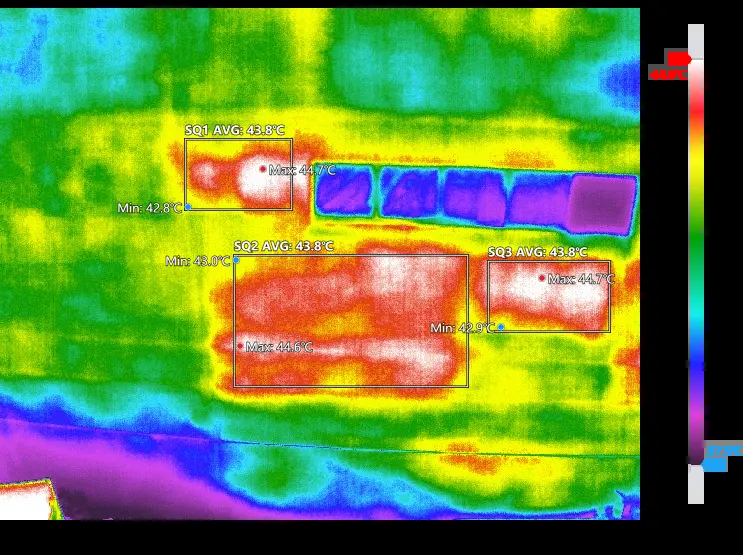 SQ1 AVG: 43.8℃
Max: 44.7℃
Min: 42.8℃
SQ2 AVG: 43.8℃
Min: 43.0℃
SQ3 AVG: 43.8℃
Max: 44.7℃
Min: 42.9℃
Max: 44.6℃